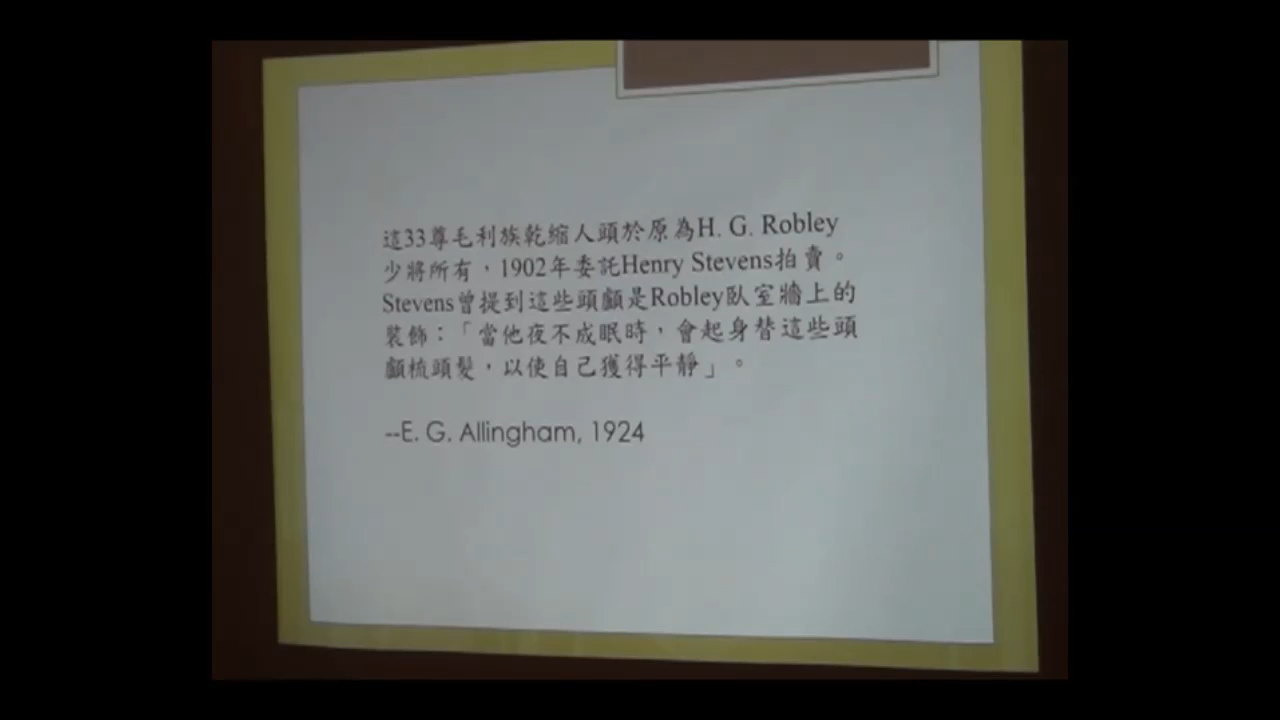 這33尊毛利族乾縮人頭於原為H. G. Robley
少將所有，1902年委託Henry Stevens拍賣。
Stevens曾提到這些頭顱是Robley臥室牆上的
裝飾：「當他夜不成眠時，會起身替這些頭
顱梳頭髮，以使自己獲得平靜」。
--E. G. Allingham, 1924